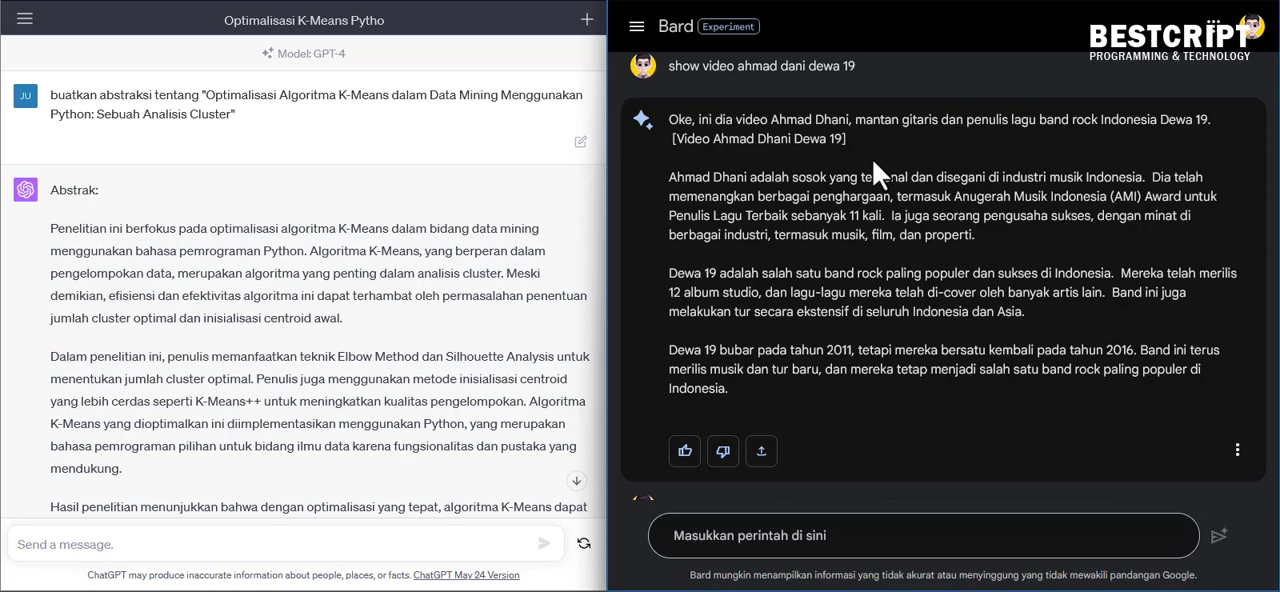 Optimalisasi K-Means Pytho
Model: GPT-4
JU
buatkan abstraksi tentang "Optimalisasi Algoritma K-Means dalam Data Mining Menggunakan
Python: Sebuah Analisis Cluster"
Abstrak:
Penelitian ini berfokus pada optimalisasi algoritma K-Means dalam bidang data mining
menggunakan bahasa pemrograman Python. Algoritma K-Means, yang berperan dalam
pengelompokan data, merupakan algoritma yang penting dalam analisis cluster. Meski
demikian, efisiensi dan efektivitas algoritma ini dapat terhambat oleh permasalahan penentuan
jumlah cluster optimal dan inisialisasi centroid awal.
Dalam penelitian ini, penulis memanfaatkan teknik Elbow Method dan Silhouette Analysis untuk
menentukan jumlah cluster optimal. Penulis juga menggunakan metode inisialisasi centroid
yang lebih cerdas seperti K-Means++ untuk meningkatkan kualitas pengelompokan. Algoritma
K-Means yang dioptimalkan ini diimplementasikan menggunakan Python, yang merupakan
bahasa pemrograman pilihan untuk bidang ilmu data karena fungsionalitas dan pustaka yang
mendukung.
Hasil penelitian menunjukkan bahwa dengan optimalisasi yang tepat, algoritma K-Means dapat
Send a message.
ChatGPT may produce inaccurate information about people, places, or facts. ChatGPT May 24 Version
Bard Experiment
BESTCRIPT
PROGRAMMING & TECHNOLOGY
show video ahmad dani dewa 19
Oke, ini dia video Ahmad Dhani, mantan gitaris dan penulis lagu band rock Indonesia Dewa 19.
[Video Ahmad Dhani Dewa 19]
Ahmad Dhani adalah sosok yang dan disegani di industri musik Indonesia. Dia telah
memenangkan berbagai penghargaan, termasuk Anugerah Musik Indonesia (AMI) Award untuk
Penulis Lagu Terbaik sebanyak 11 kali. Ia juga seorang pengusaha sukses, dengan minat di
berbagai industri, termasuk musik, film, dan properti.
Dewa 19 adalah salah satu band rock paling populer dan sukses di Indonesia. Mereka telah merilis
12 album studio, dan lagu-lagu mereka telah di-cover oleh banyak artis lain. Band ini juga
melakukan tur secara ekstensif di seluruh Indonesia dan Asia.
Dewa 19 bubar pada tahun 2011, tetapi mereka bersatu kembali pada tahun 2016. Band ini terus
merilis musik dan tur baru, dan mereka tetap menjadi salah satu band rock paling populer di
Indonesia.
Masukkan perintah di sini
Bard mungkin menampilkan informasi yang tidak akurat atau menyinggung yang tidak mewakili pandangan Google.